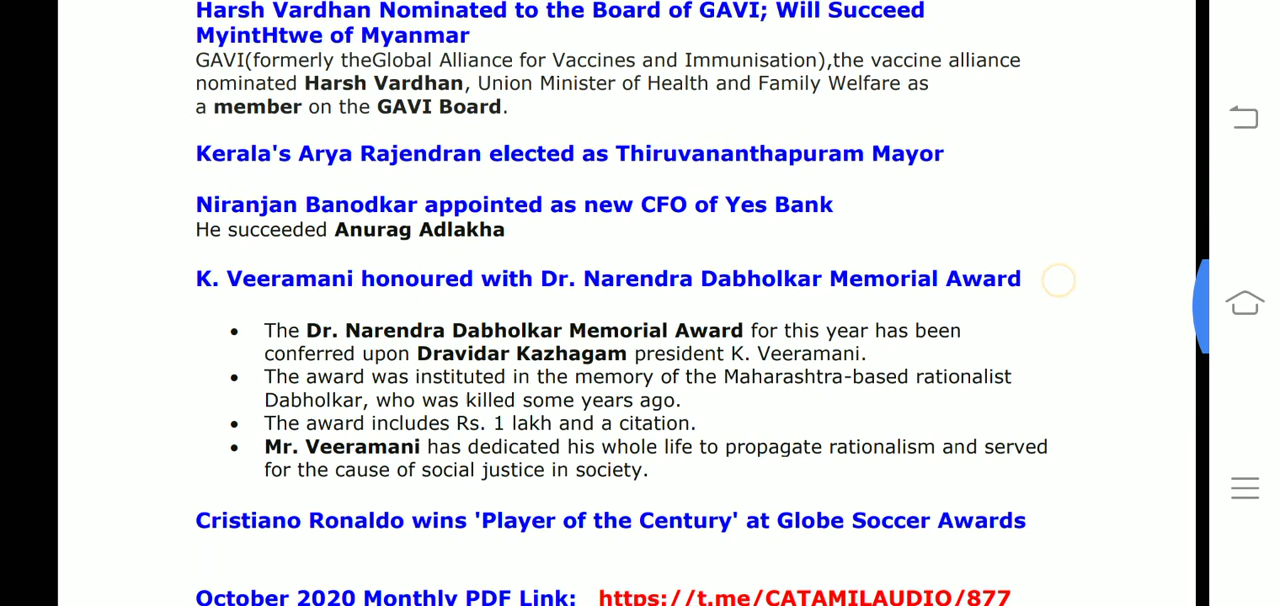 Harsh Vardhan Nominated to the Board of GAVI; Will Succeed
MyintHtwe of Myanmar
GAVI(formerly theGlobal Alliance for Vaccines and Immunisation),the vaccine alliance
nominated Harsh Vardhan, Union Minister of Health and Family Welfare as
a member on the GAVI Board.
Kerala's Arya Rajendran elected as Thiruvananthapuram Mayor
Niranjan Banodkar appointed as new CFO of Yes Bank
He succeeded Anurag Adlakha
K. Veeramani honoured with Dr. Narendra Dabholkar Memorial Award
• The Dr. Narendra Dabholkar Memorial Award for this year has been
conferred upon Dravidar Kazhagam president K. Veeramani.
• The award was instituted in the memory of the Maharashtra-based rationalist
Dabholkar, who was killed some years ago.
• The award includes Rs. 1 lakh and a citation.
• Mr. Veeramani has dedicated his whole life to propagate rationalism and served
for the cause of social justice in society.
Cristiano Ronaldo wins 'Player of the Century' at Globe Soccer Awards
October 2020 Monthly PDF Link: https://t.me/CATAMILAUDIO/877